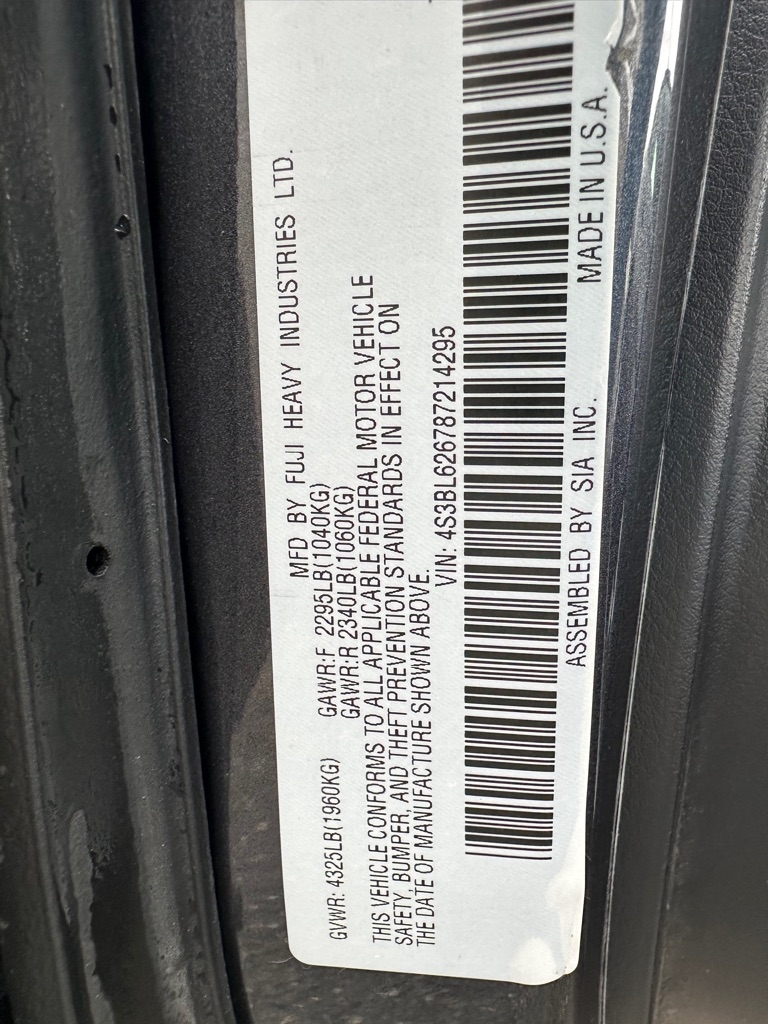 MFD BY FUJI HEAVY INDUSTRIES LTD.
GVWR: 4325LB(1960KG) GAWR:F 2295LB(1040KG)
GAWR:R 2340LB(1060KG)
THIS VEHICLE CONFORMS TO ALL APPLICABLE FEDERAL MOTOR VEHICLE
SAFETY, BUMPER, AND THEFT PREVENTION STANDARDS IN EFFECT ON
THE DATE OF MANUFACTURE SHOWN ABOVE.
VIN: 4S3BL626787214295
ASSEMBLED BY SIA INC. MADE IN U.S.A.